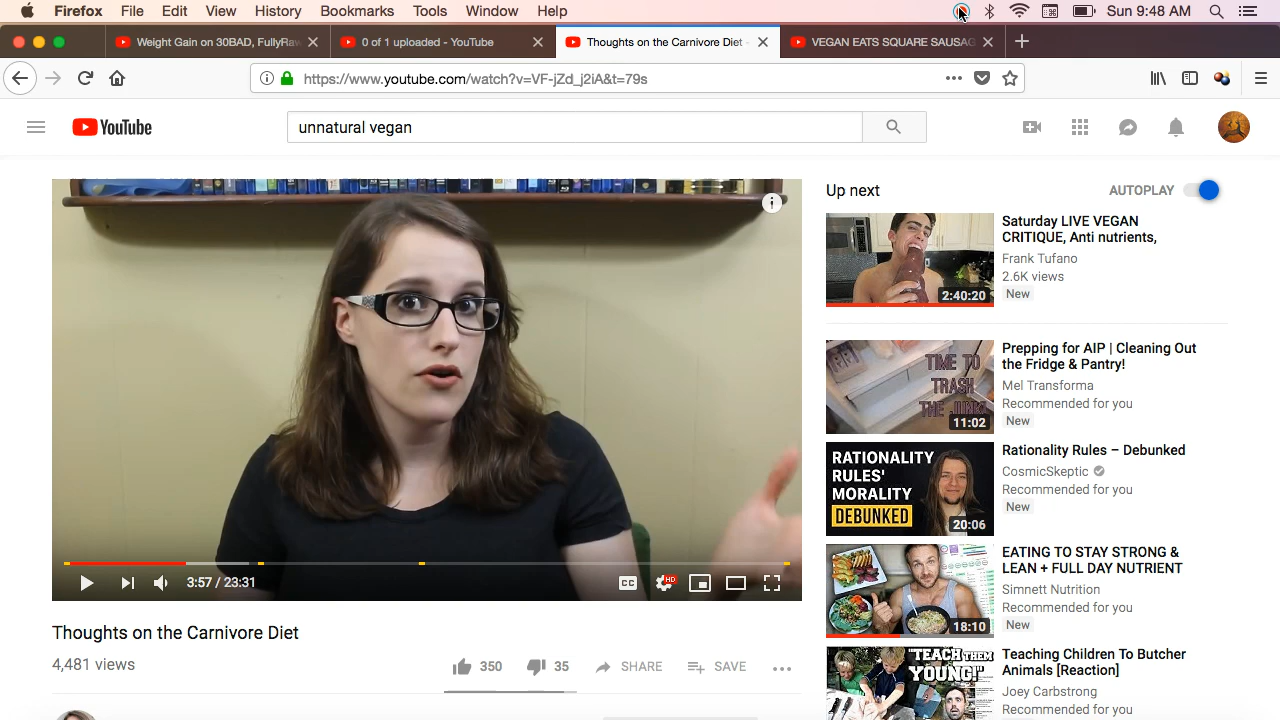 Firefox File Edit View History Bookmarks Tools Window Help Sun 9:48 AM
Weight Gain on 30BAD, FullyRaw
0 of 1 uploaded - YouTube
Thoughts on the Carnivore Diet -
VEGAN EATS SQUARE SAUSAG
https://www.youtube.com/watch?v=VF-jZd_j2iA&t=79s
YouTube
unnatural vegan
Up next
AUTOPLAY
Saturday LIVE VEGAN
CRITIQUE, Anti nutrients,
Frank Tufano
2.6K views
New
2:40:20
Prepping for AIP | Cleaning Out
the Fridge & Pantry!
Mel Transforma
Recommended for you
New
TIME TO
TRASH
THE JUNK
11:02
Rationality Rules – Debunked
CosmicSkeptic
Recommended for you
New
RATIONALITY
RULES'
MORALITY
DEBUNKED
20:06
EATING TO STAY STRONG &
LEAN + FULL DAY NUTRIENT
Simnett Nutrition
Recommended for you
New
18:10
Teaching Children To Butcher
Animals [Reaction]
Joey Carbstrong
Recommended for you
"TEACH THEM
YOUNG!"
3:57 / 23:31
CC
HD
Thoughts on the Carnivore Diet
4,481 views
350
35
SHARE
SAVE